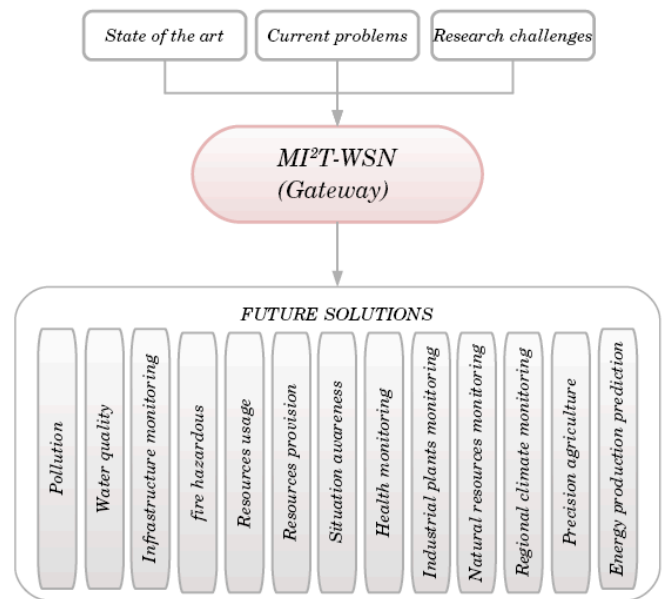 State of the art
Current problems
Research challenges
MI²T-WSN
(Gateway)
FUTURE SOLUTIONS
Pollution
Water quality
Infrastructure monitoring
fire hazardous
Resources usage
Resources provision
Situation awareness
Health monitoring
Industrial plants monitoring
Natural resources monitoring
Regional climate monitoring
Precision agriculture
Energy production prediction